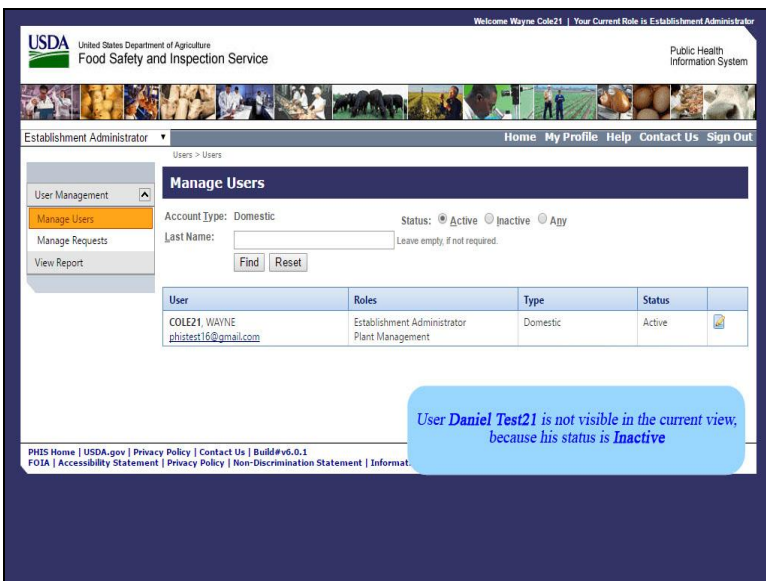 Welcome Wayne Cole21 | Your Current Role is Establishment Administrator
USDA
United States Department of Agriculture
Food Safety and Inspection Service
Public Health
Information System
Establishment Administrator
Home My Profile Help Contact Us Sign Out
Users > Users
User Management
Manage Users
Manage Requests
View Report
Manage Users
Account Type: Domestic
Status: Active Inactive Any
Last Name:
Leave empty, if not required.
Find Reset
User Roles Type Status
COLE21, WAYNE Establishment Administrator Domestic Active
phistest16@gmail.com Plant Management
User Daniel Test21 is not visible in the current view,
because his status is Inactive
PHIS Home | USDA.gov | Privacy Policy | Contact Us | Build#v6.0.1
FOIA | Accessibility Statement | Privacy Policy | Non-Discrimination Statement |